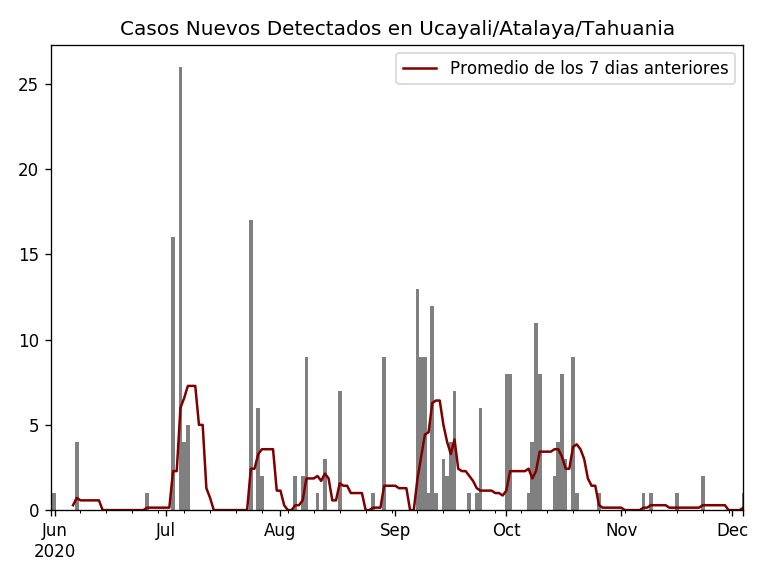 Casos Nuevos Detectados en Ucayali/Atalaya/Tahuania
Promedio de los 7 dias anteriores
25
20
15
10
5
0
Jun Jul Aug Sep Oct Nov Dec
2020